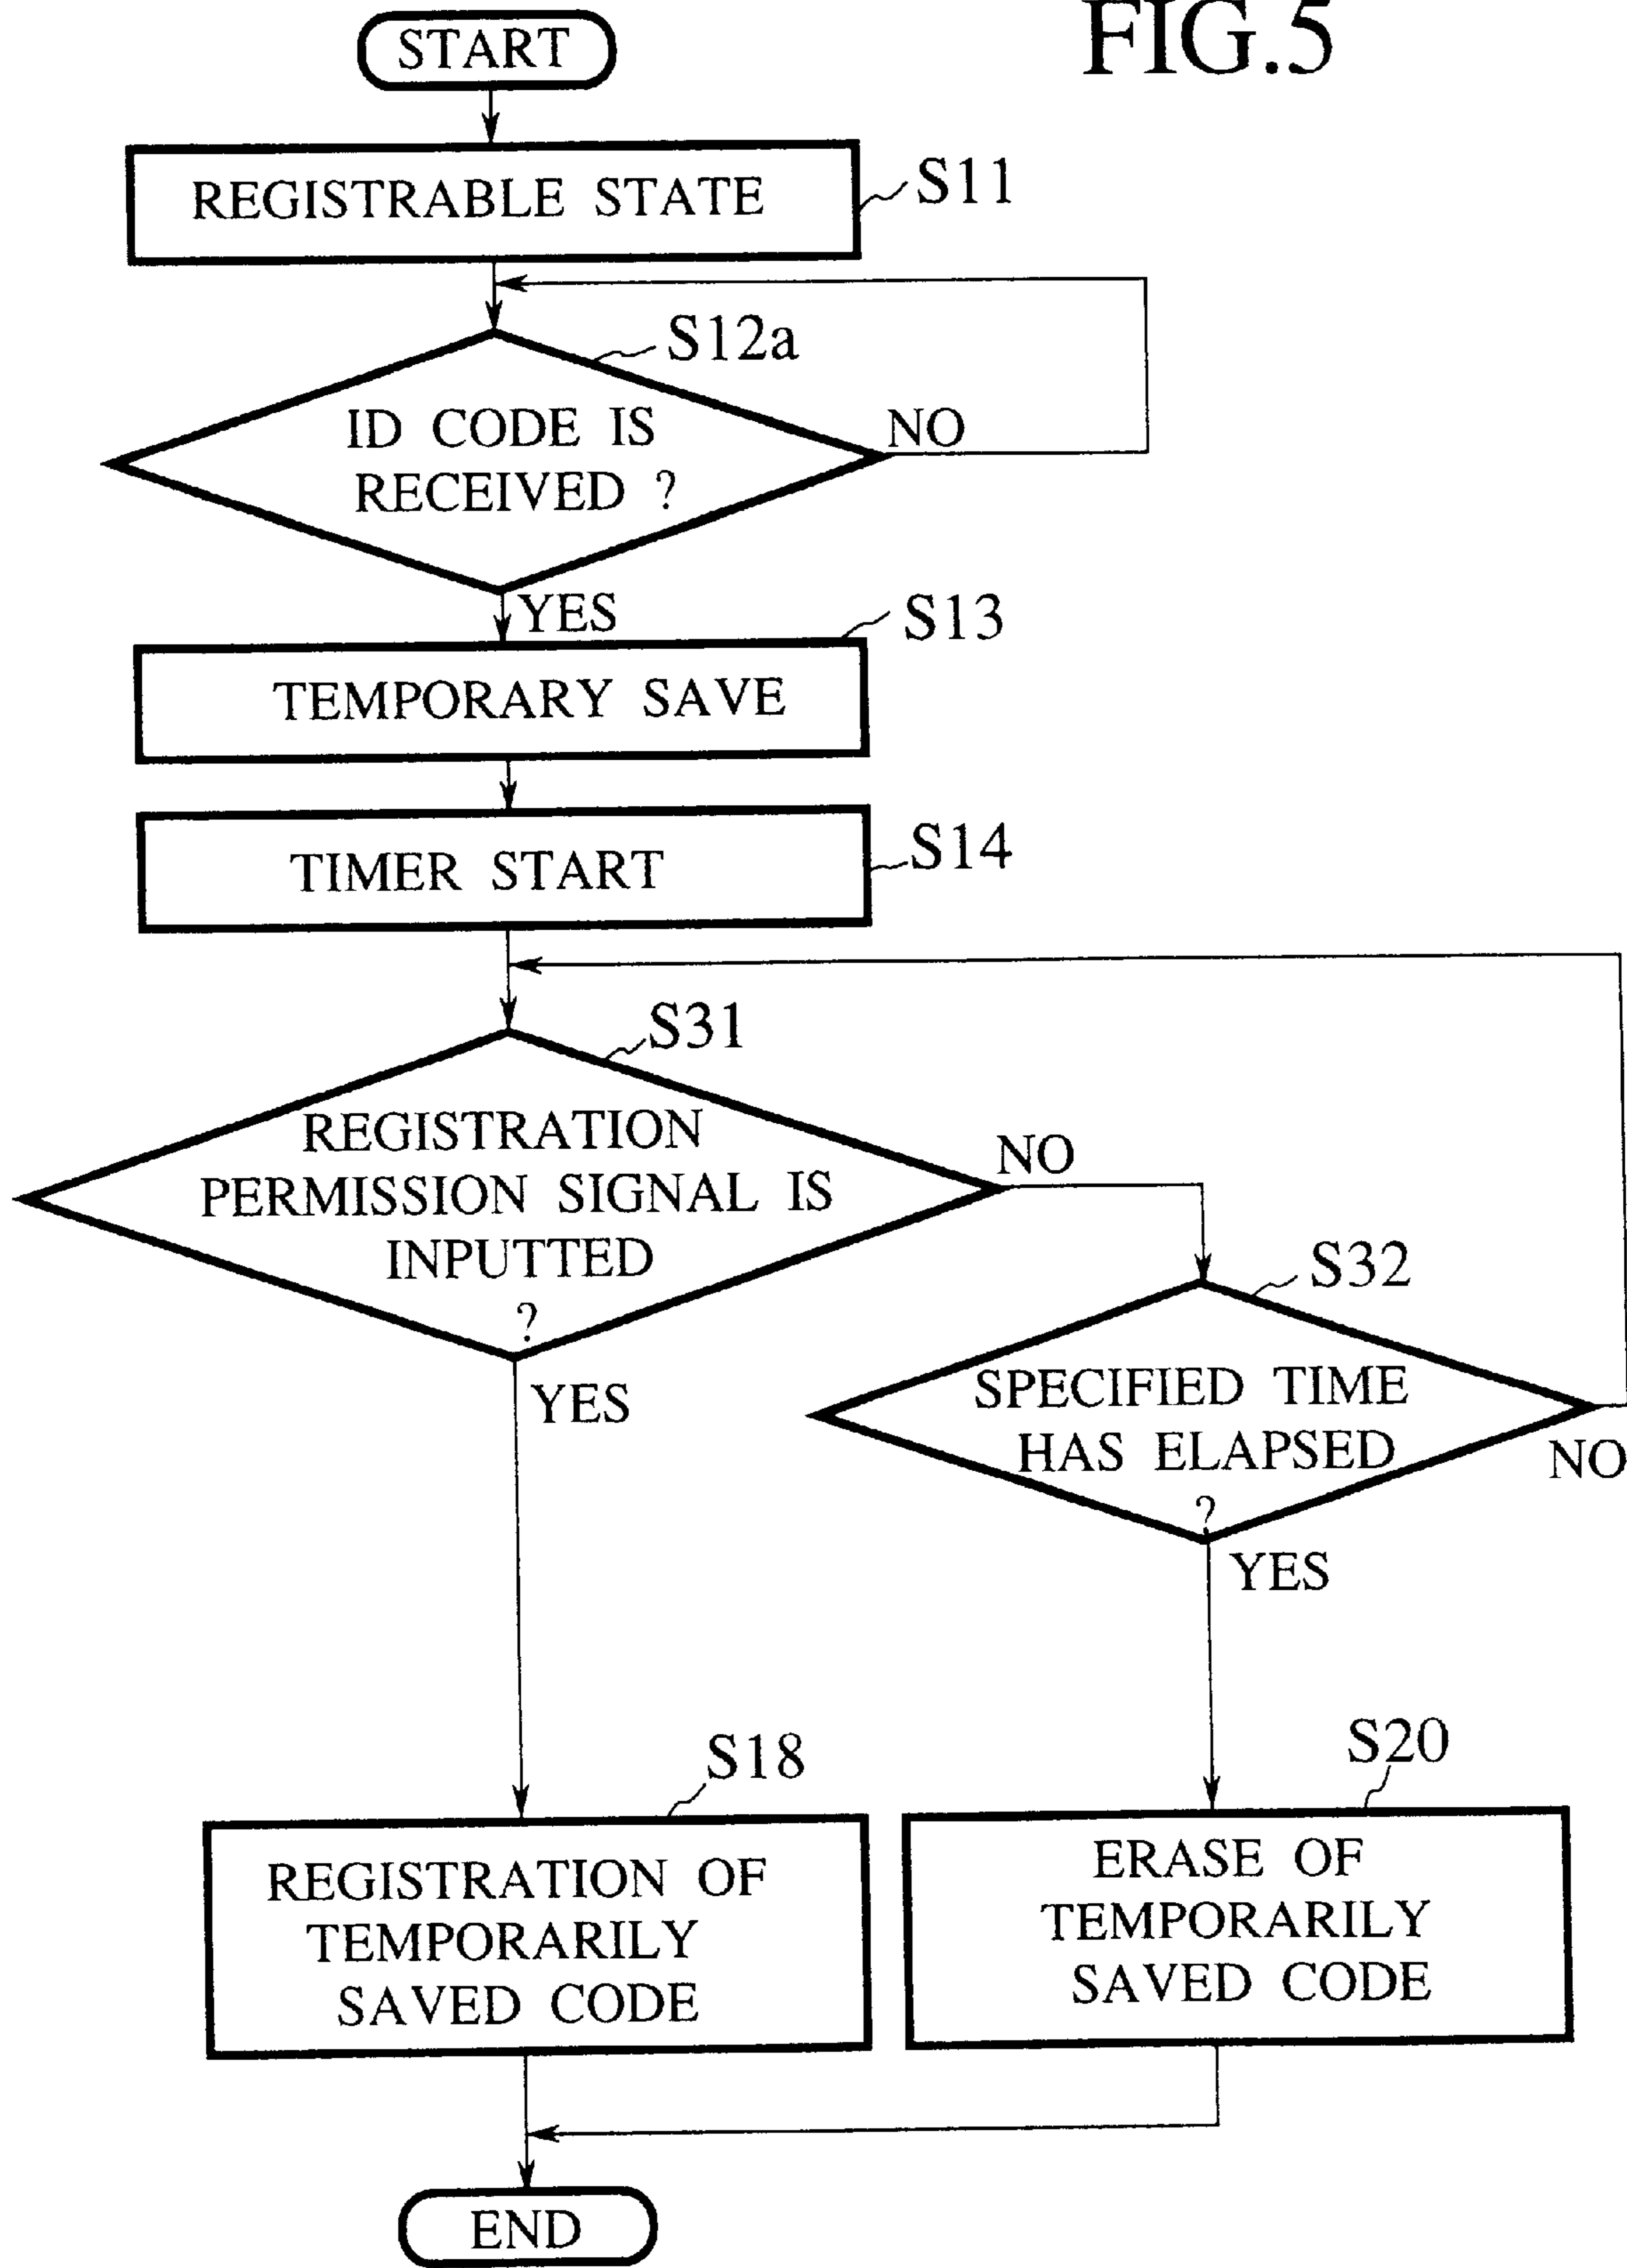 FIG.5
START
REGISTRABLE STATE
S11
S12a
ID CODE IS
RECEIVED ?
NO
YES
S13
TEMPORARY SAVE
S14
TIMER START
S31
REGISTRATION
PERMISSION SIGNAL IS
INPUTTED
?
NO
YES
S32
SPECIFIED TIME
HAS ELAPSED
?
NO
YES
S18
REGISTRATION OF
TEMPORARILY
SAVED CODE
S20
ERASE OF
TEMPORARILY
SAVED CODE
END